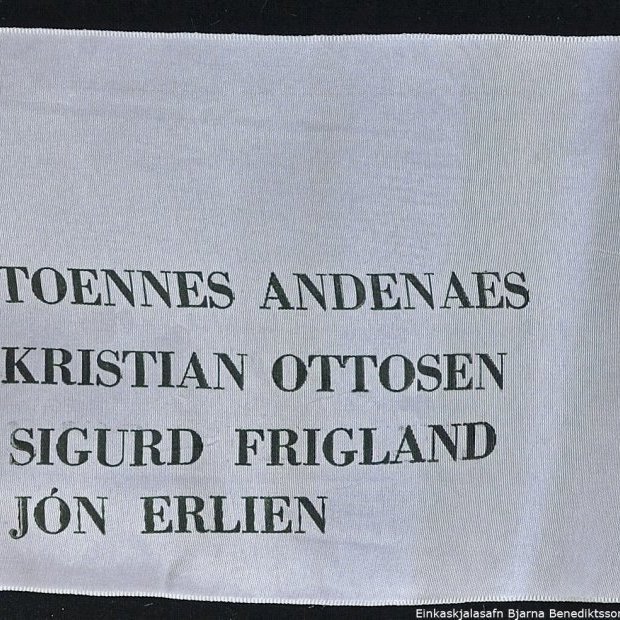 TOENNES ANDENAES
KRISTIAN OTTOSEN
SIGURD FRIGLAND
JÓN ERLIEN
Einkaskjalasafn Bjarna Benediktsson